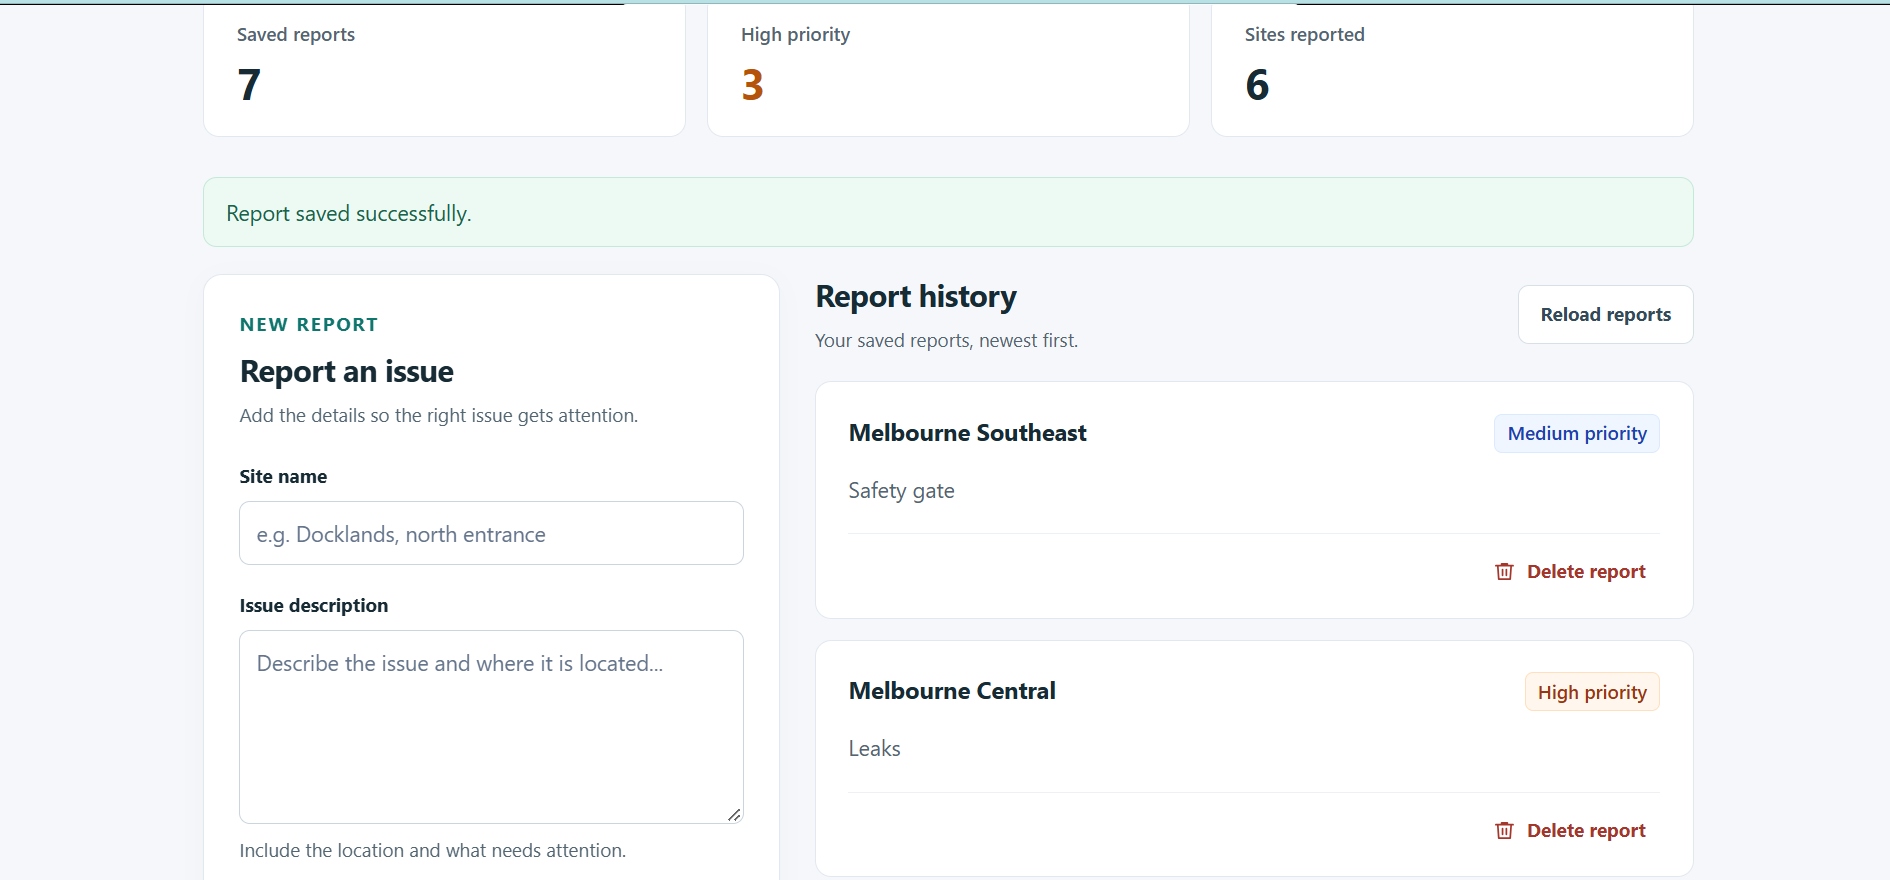 Saved reports
7
High priority
3
Sites reported
6
Report saved successfully.
NEW REPORT
Report an issue
Add the details so the right issue gets attention.
Site name
e.g. Docklands, north entrance
Issue description
Describe the issue and where it is located...
Include the location and what needs attention.
Report history
Your saved reports, newest first.
Reload reports
Melbourne Southeast
Medium priority
Safety gate
Delete report
Melbourne Central
High priority
Leaks
Delete report